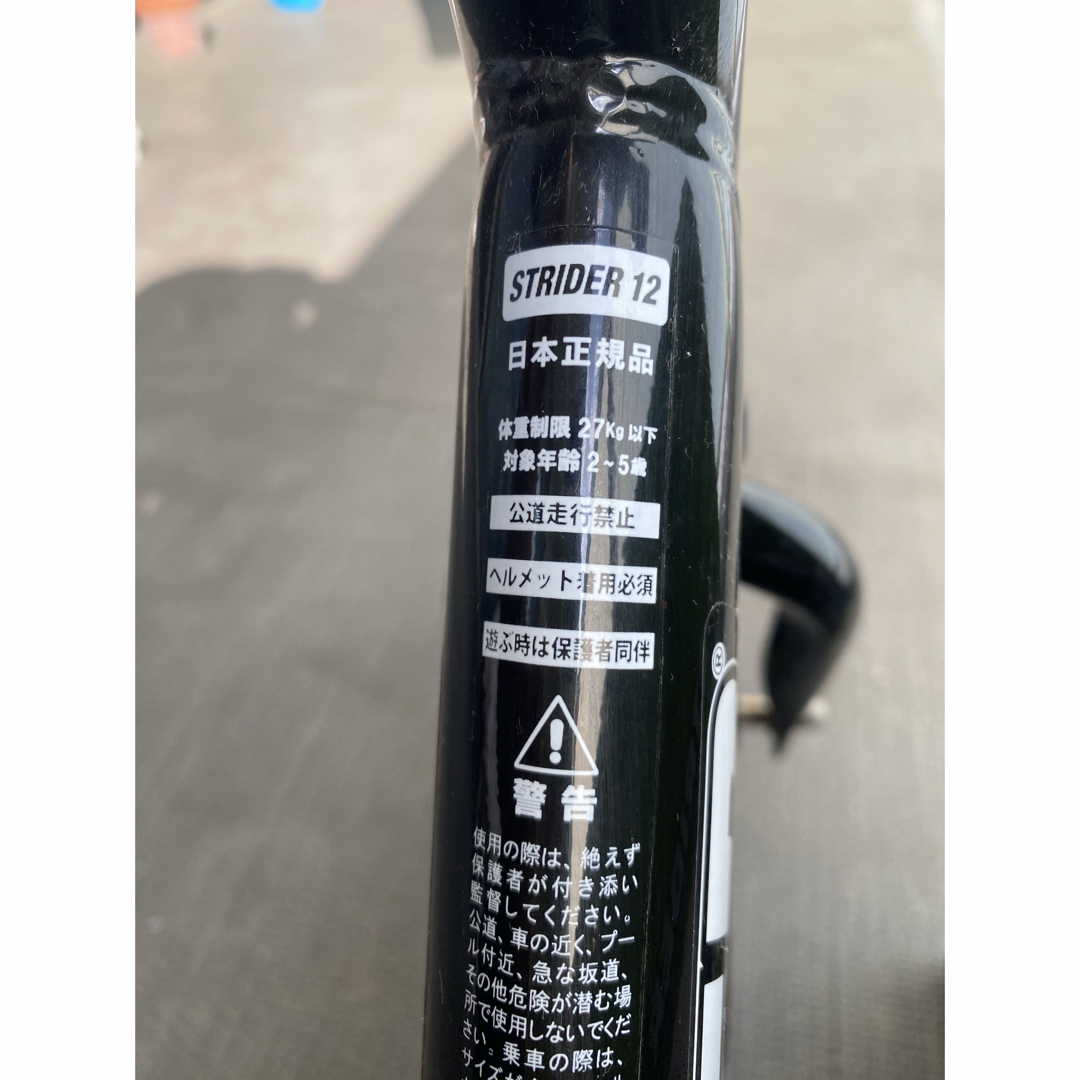 STRIDER 12
日本正規品
体重制限 27Kg 以下
対象年齢 2~5歳
公道走行禁止
ヘルメット着用必須
遊ぶ時は保護者同伴
警告
使用の際は、絶えず
保護者が付き添い
監督してください。
公道、車の近く、プー
ル付近、急な坂道、
その他危険が潜む場
所で使用しないでくだ
さい。乗車の際は、
サイズが
®